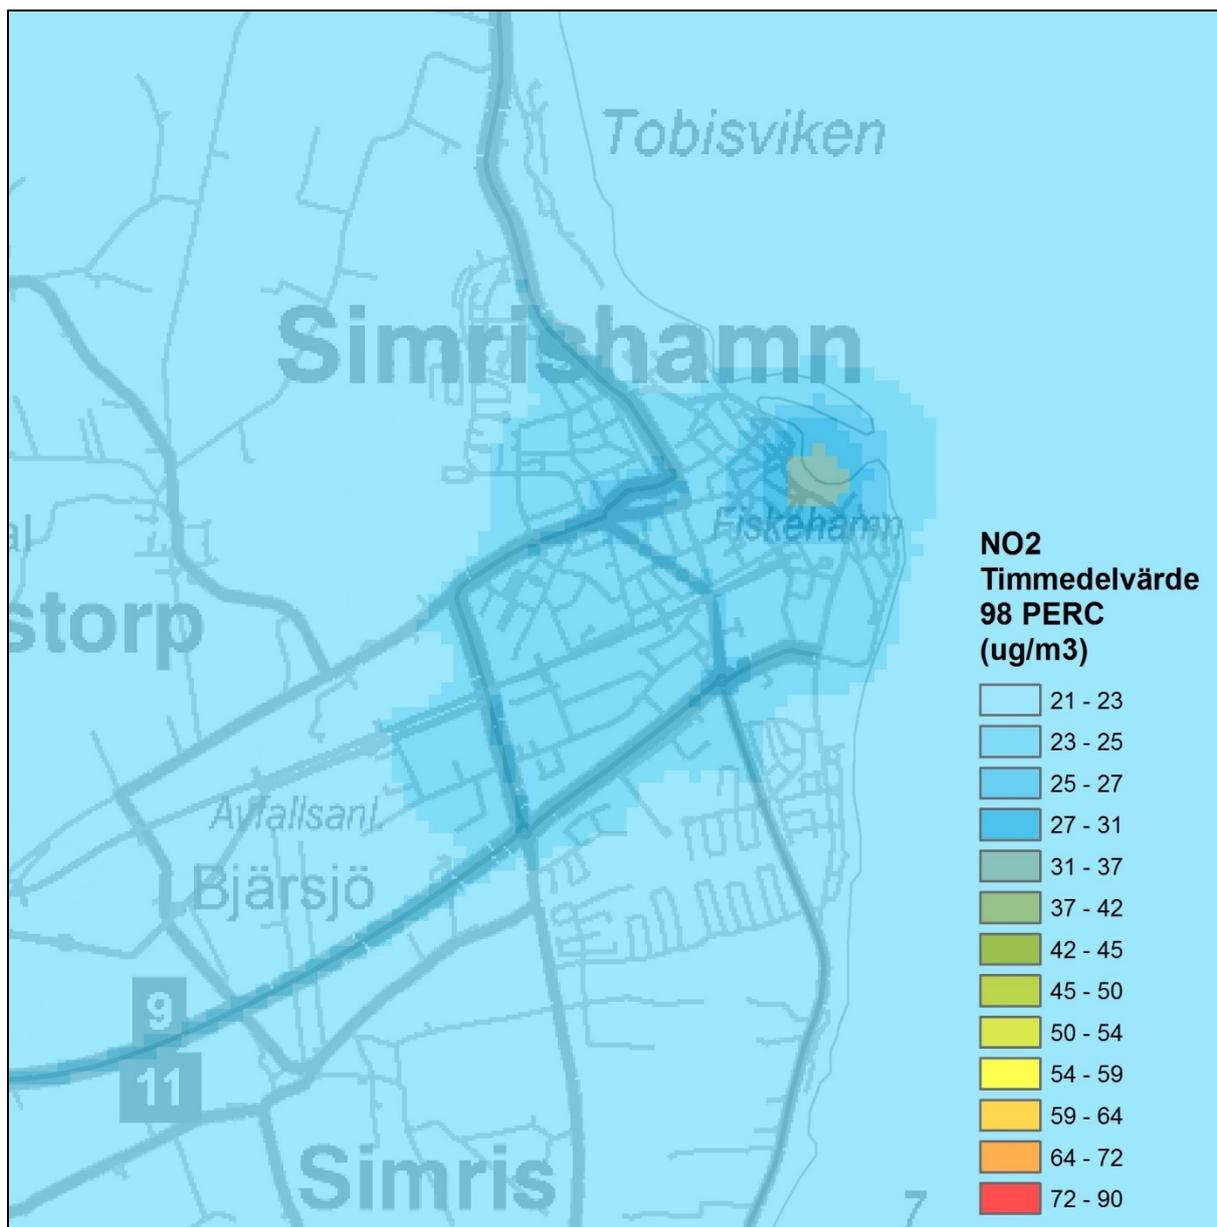 Tobisviken
Simrishamn
Fiskehamn
al
storp
Avfallsanl.
Bjärsjö
9
11
Simris
7
NO2
Timmedelvärde
98 PERC
(ug/m3)
21 - 23
23 - 25
25 - 27
27 - 31
31 - 37
37 - 42
42 - 45
45 - 50
50 - 54
54 - 59
59 - 64
64 - 72
72 - 90